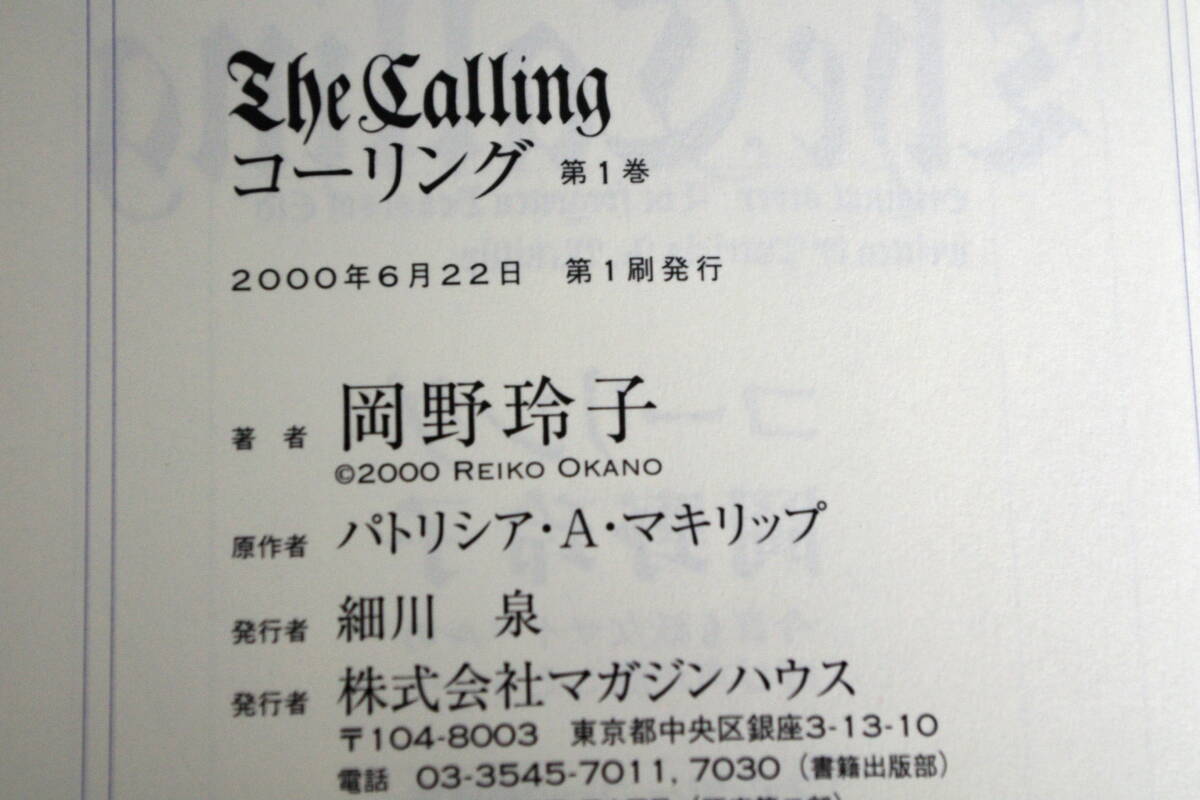 The Calling
コーリング 第1巻
2000年6月22日 第1刷発行
著 者 岡野玲子
©2000 REIKO OKANO
原作者 パトリシア・A・マキリップ
発行者 細川 泉
発行者 株式会社マガジンハウス
〒104-8003 東京都中央区銀座3-13-10
電話 03-3545-7011, 7030 (書籍出版部)